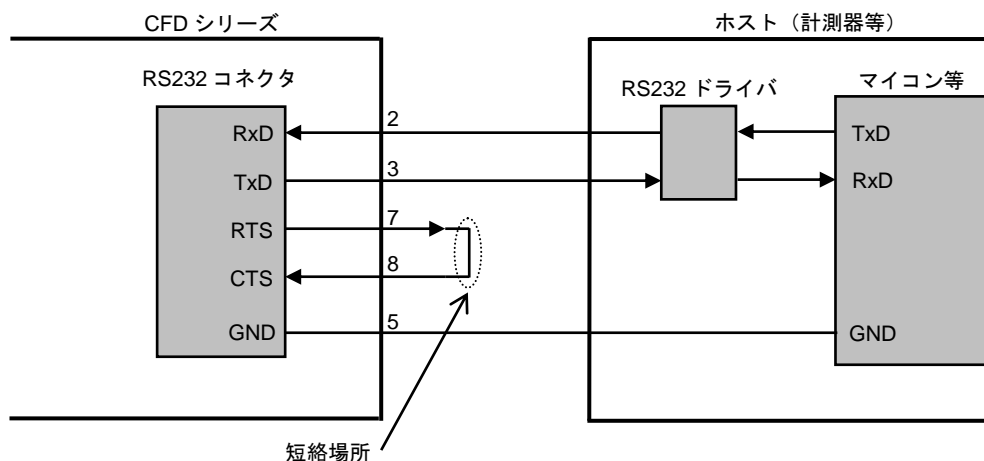 CFD シリーズ
ホスト（計測器等）
RS232 コネクタ
RS232 ドライバ
マイコン等
RxD
2
TxD
TxD
3
RxD
RTS
7
CTS
8
GND
5
GND
短絡場所